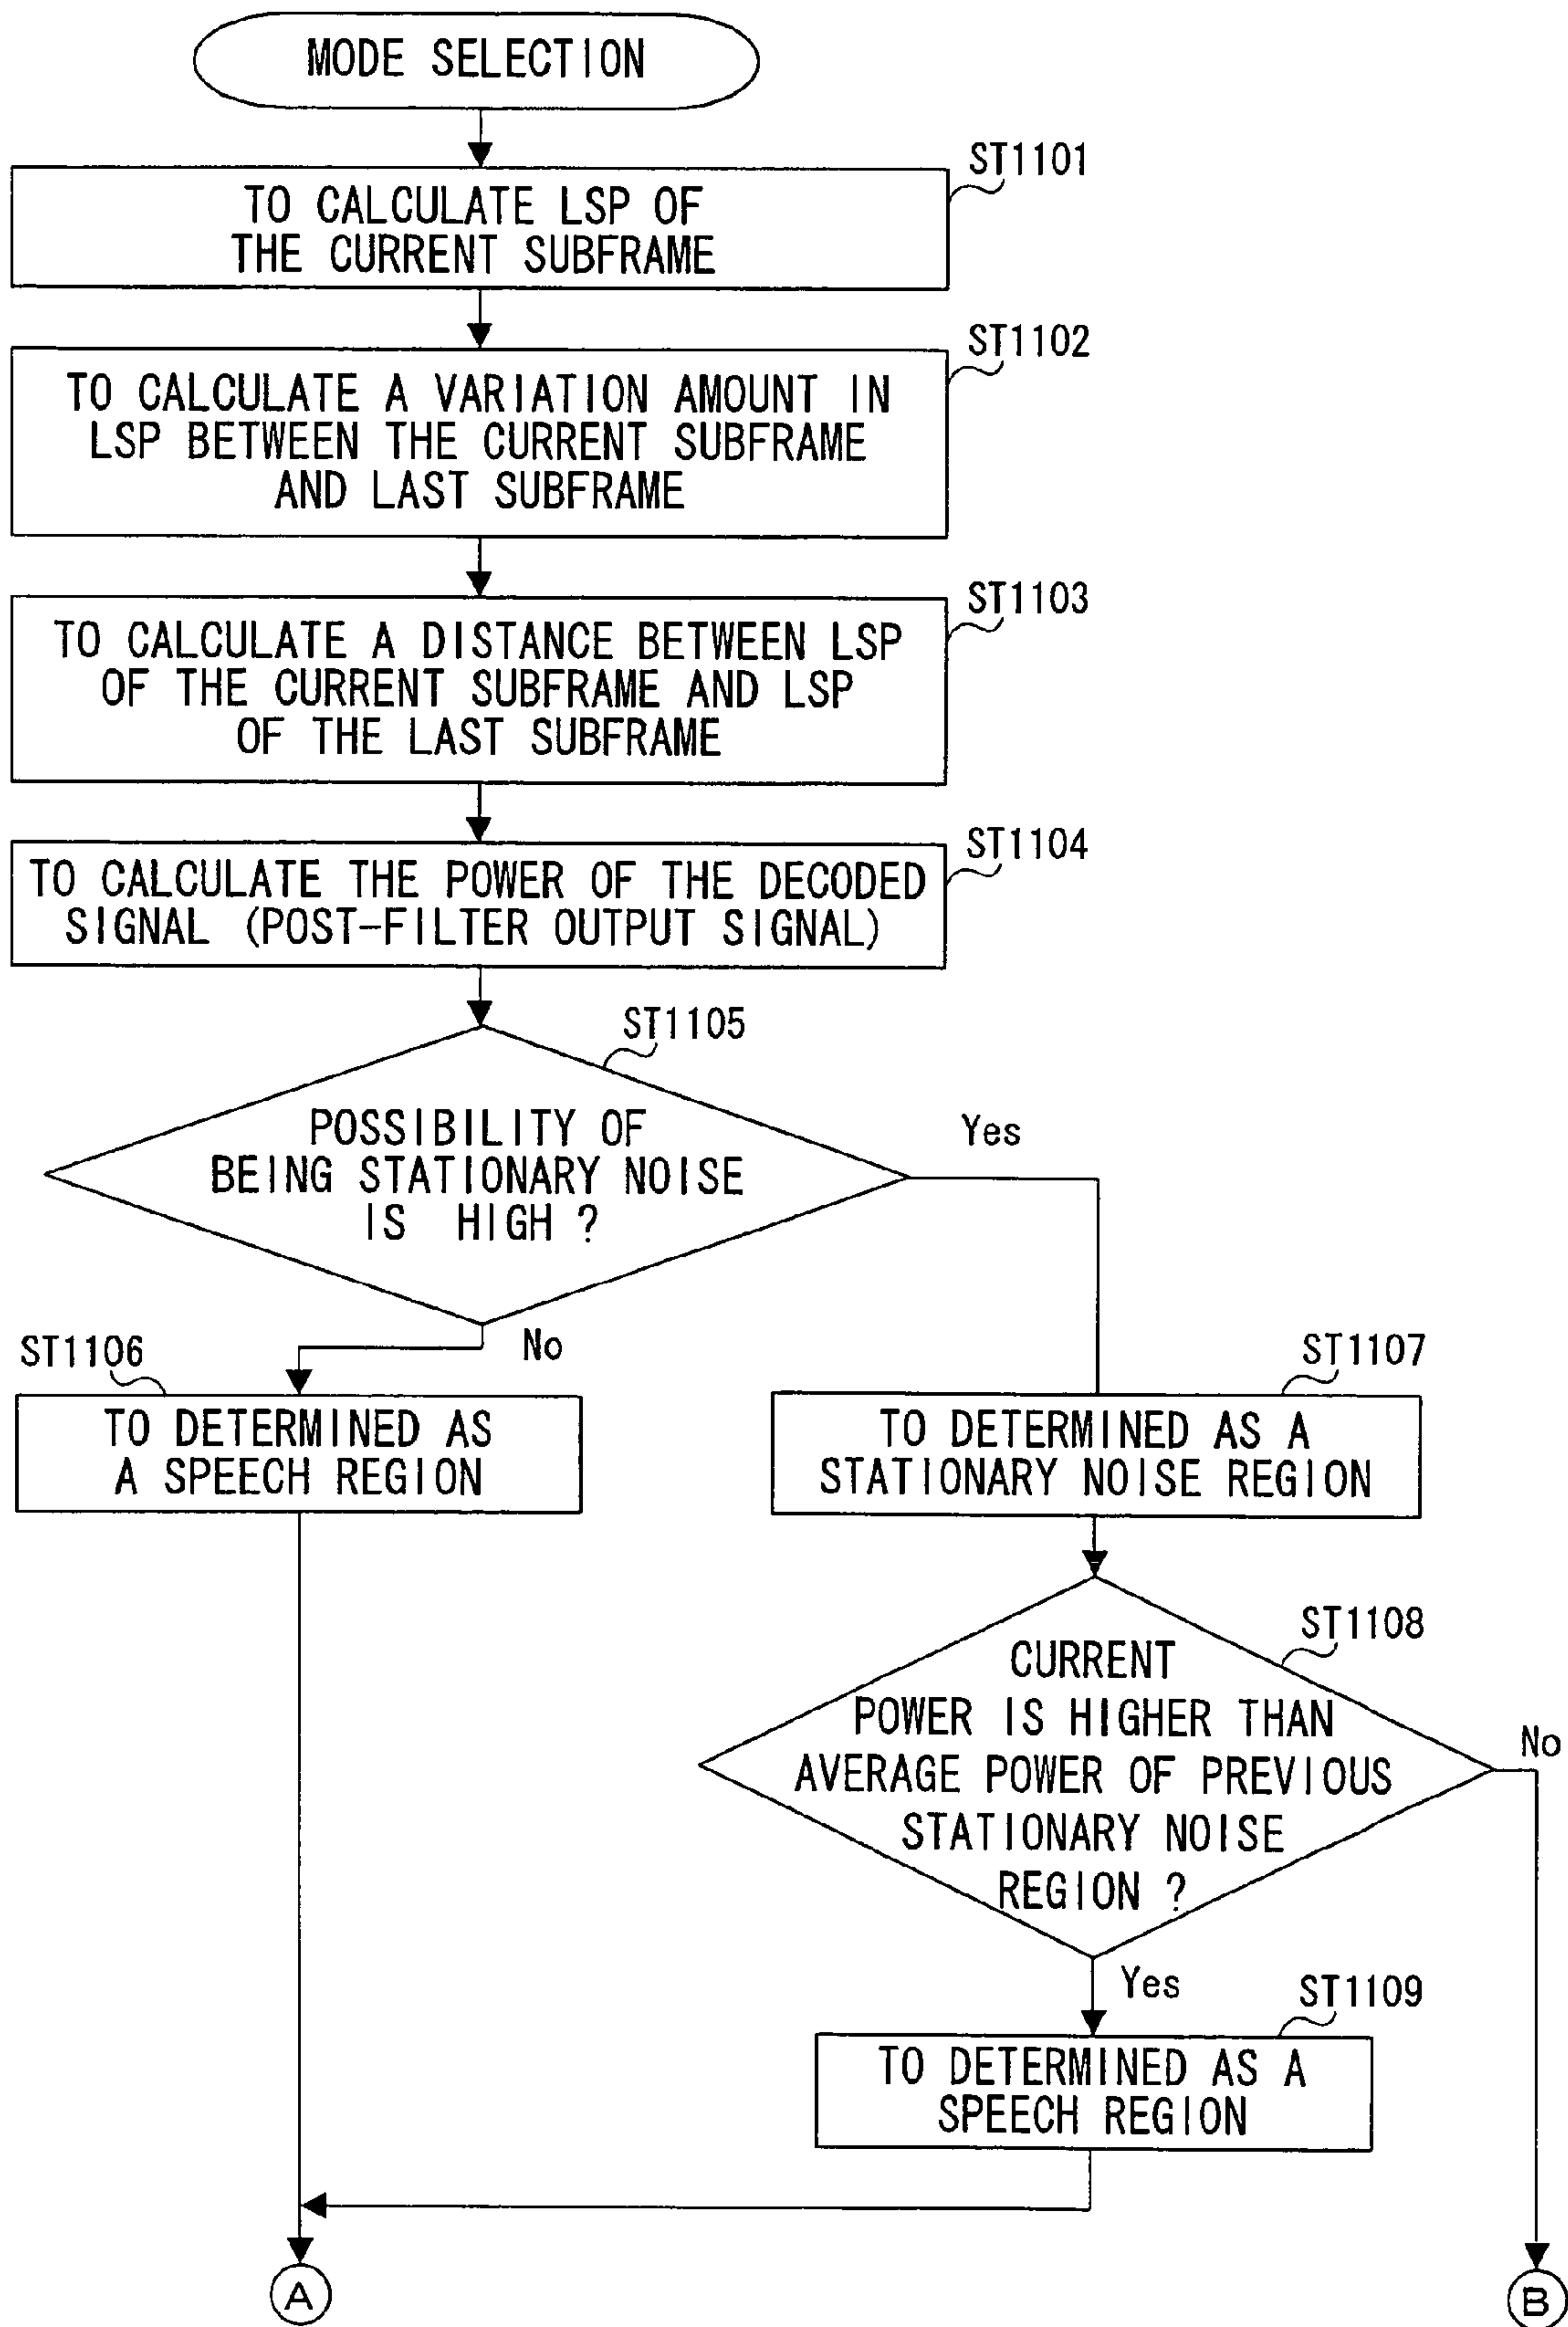 MODE SELECTION
ST1101
TO CALCULATE LSP OF
THE CURRENT SUBFRAME
ST1102
TO CALCULATE A VARIATION AMOUNT IN
LSP BETWEEN THE CURRENT SUBFRAME
AND LAST SUBFRAME
ST1103
TO CALCULATE A DISTANCE BETWEEN LSP
OF THE CURRENT SUBFRAME AND LSP
OF THE LAST SUBFRAME
ST1104
TO CALCULATE THE POWER OF THE DECODED
SIGNAL (POST-FILTER OUTPUT SIGNAL)
ST1105
POSSIBILITY OF
BEING STATIONARY NOISE
IS HIGH ?
Yes
No
ST1106
TO DETERMINED AS
A SPEECH REGION
ST1107
TO DETERMINED AS A
STATIONARY NOISE REGION
ST1108
CURRENT
POWER IS HIGHER THAN
AVERAGE POWER OF PREVIOUS
STATIONARY NOISE
REGION ?
No
Yes
ST1109
TO DETERMINED AS A
SPEECH REGION
A
B